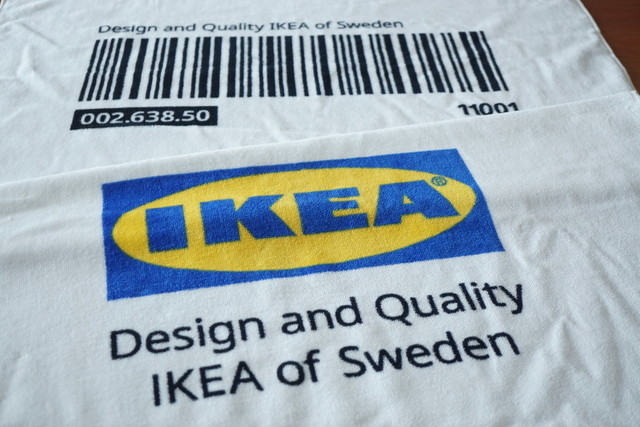 Design and Quality IKEA of Sweden
002.638.50
11001
IKEA®
Design and Quality
IKEA of Sweden